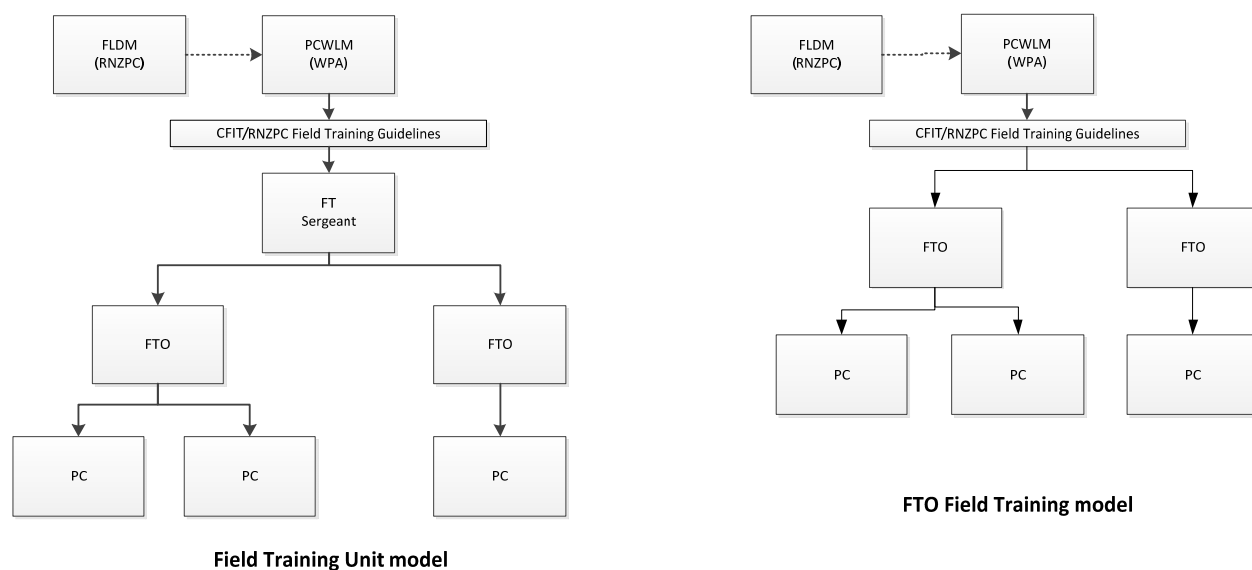 FLDM
(RNZPC)
PCWLM
(WPA)
CFIT/RNZPC Field Training Guidelines
FT
Sergeant
FTO
FTO
PC
PC
PC
Field Training Unit model
FLDM
(RNZPC)
PCWLM
(WPA)
CFIT/RNZPC Field Training Guidelines
FTO
FTO
PC
PC
PC
FTO Field Training model